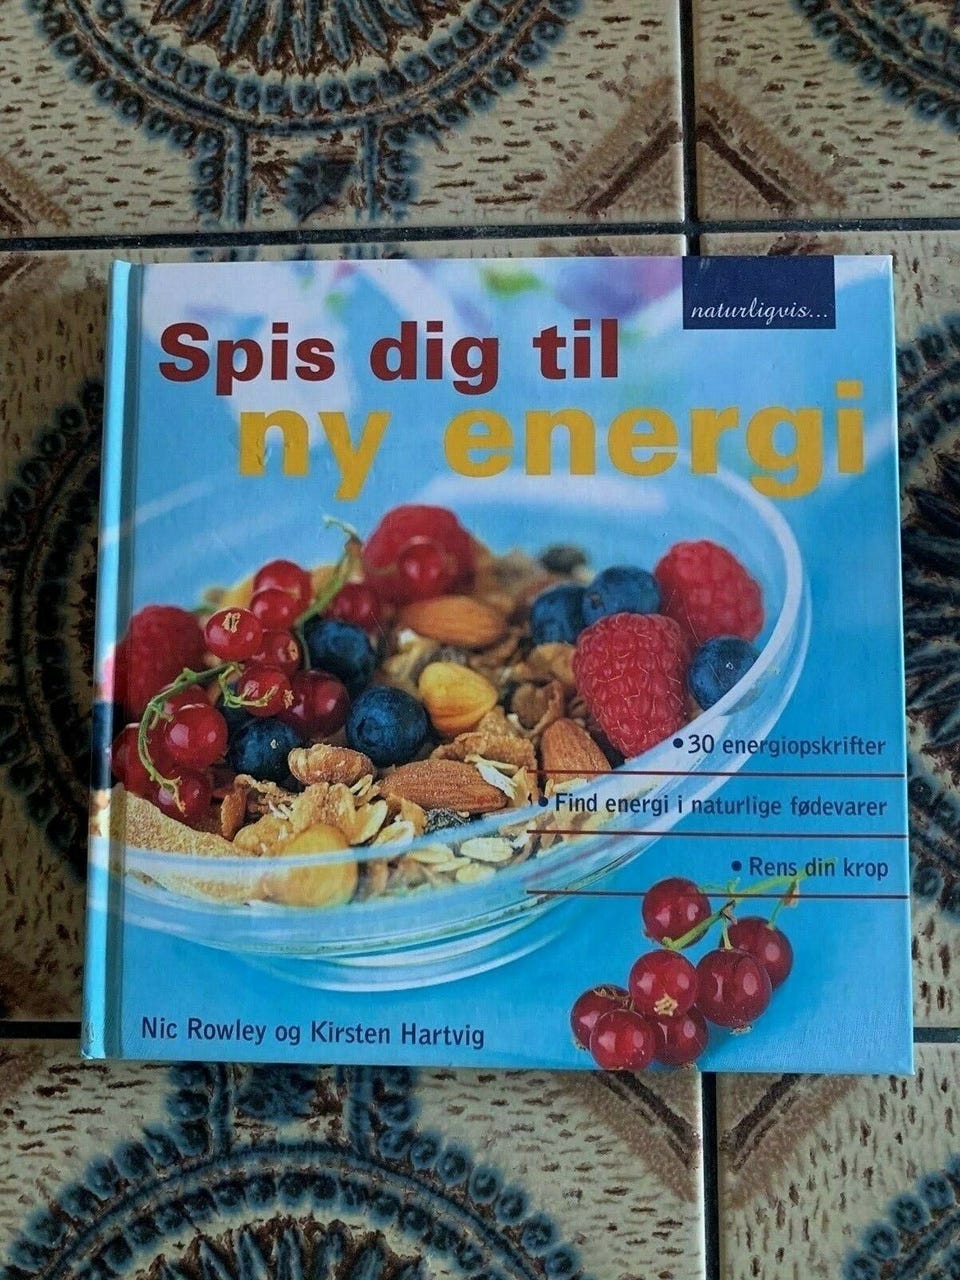 naturligvis...
Spis dig til
ny energi
• 30 energiopskrifter
• Find energi i naturlige fødevarer
• Rens din krop
Nic Rowley og Kirsten Hartvig